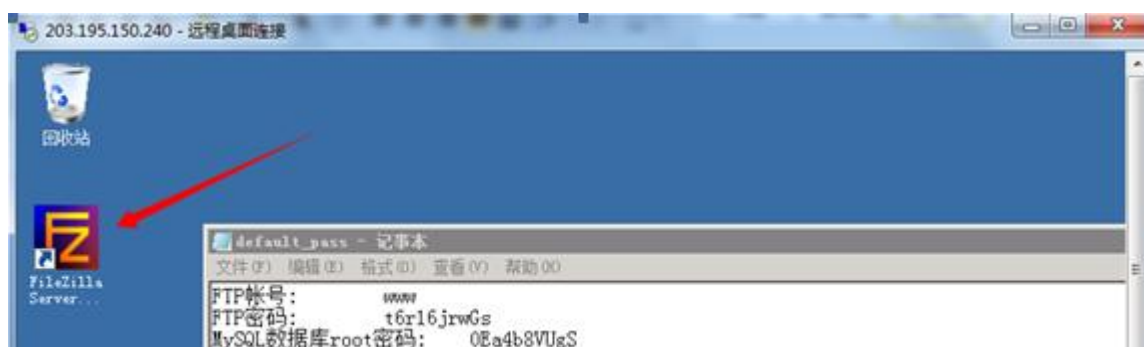 203.195.150.240 - 远程桌面连接
回收站
FileZilla
Server...
default_pass - 记事本
文件(F) 编辑(E) 格式(O) 查看(V) 帮助(H)
FTP帐号: www
FTP密码: t6r16jrwGs
MySQL数据库root密码: 0Ea4b8VUgS